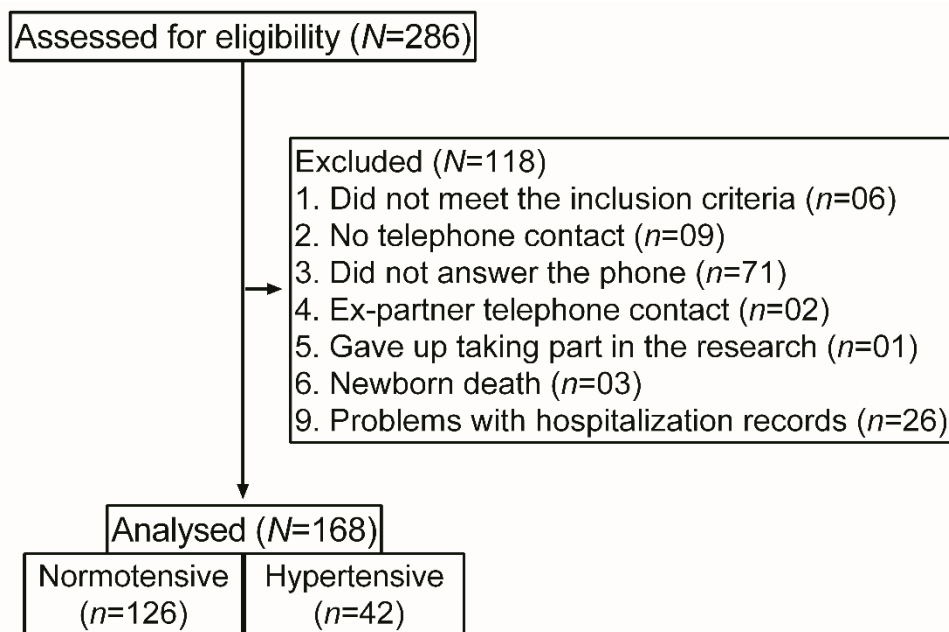 Assessed for eligibility (N=286)
Excluded (N=118)
1. Did not meet the inclusion criteria (n=06)
2. No telephone contact (n=09)
3. Did not answer the phone (n=71)
4. Ex-partner telephone contact (n=02)
5. Gave up taking part in the research (n=01)
6. Newborn death (n=03)
9. Problems with hospitalization records (n=26)
Analysed (N=168)
Normotensive
(n=126)
Hypertensive
(n=42)